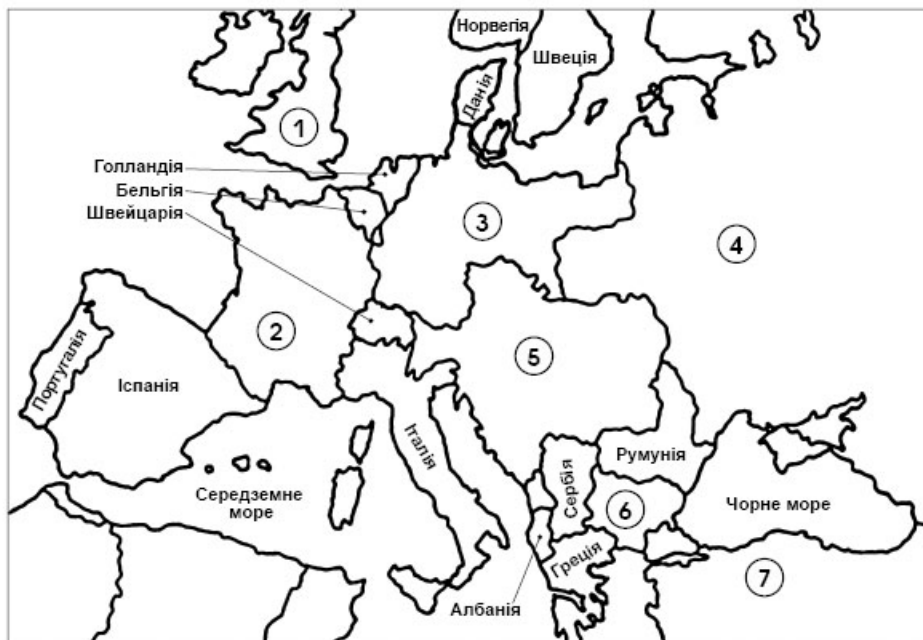 Норвегія
Швеція
Данія
1
Голландія
Бельгія
Швейцарія
3
4
2
5
Португалія
Іспанія
Італія
Румунія
Сербія
Середземне
море
6
Чорне море
Греція
7
Албанія